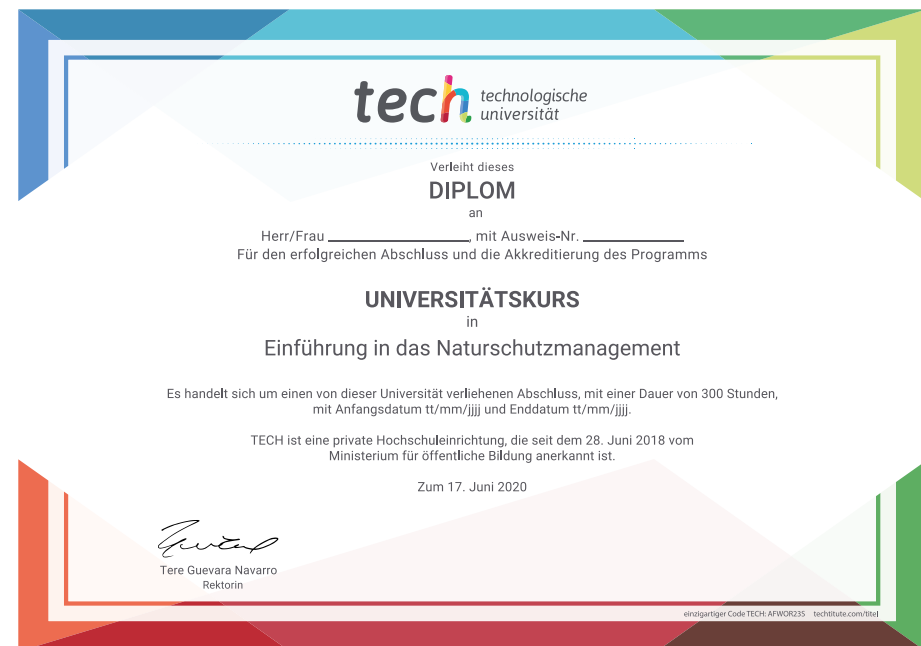 tech technologische
universität
Verleiht dieses
DIPLOM
an
Herr/Frau ____________________, mit Ausweis-Nr. ______________
Für den erfolgreichen Abschluss und die Akkreditierung des Programms
UNIVERSITÄTSKURS
in
Einführung in das Naturschutzmanagement
Es handelt sich um einen von dieser Universität verliehenen Abschluss, mit einer Dauer von 300 Stunden,
mit Anfangsdatum tt/mm/jjjj und Enddatum tt/mm/jjjj.
TECH ist eine private Hochschuleinrichtung, die seit dem 28. Juni 2018 vom
Ministerium für öffentliche Bildung anerkannt ist.
Zum 17. Juni 2020
Tere Guevara Navarro
Rektorin
einzigartiger Code TECH: AFWOR23S techtitute.com/titel